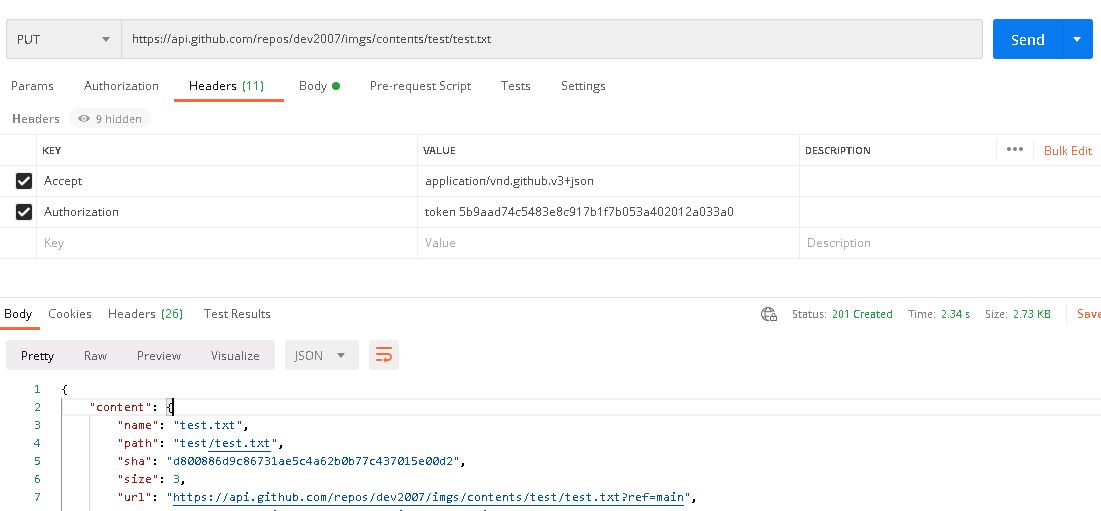 PUT https://api.github.com/repos/dev2007/imgs/contents/test/test.txt Send
Params Authorization Headers (11) Body Pre-request Script Tests Settings
Headers 9 hidden
KEY VALUE DESCRIPTION ••• Bulk Edit
Accept application/vnd.github.v3+json
Authorization token 5b9aad74c5483e8c917b1f7b053a402012a033a0
Key Value Description
Body Cookies Headers (26) Test Results Status: 201 Created Time: 2.34 s Size: 2.73 KB Save
Pretty Raw Preview Visualize JSON
1 {
2 "content": {
3 "name": "test.txt",
4 "path": "test/test.txt",
5 "sha": "d800886d9c86731ae5c4a62b0b77c437015e00d2",
6 "size": 3,
7 "url": "https://api.github.com/repos/dev2007/imgs/contents/test/test.txt?ref=main",